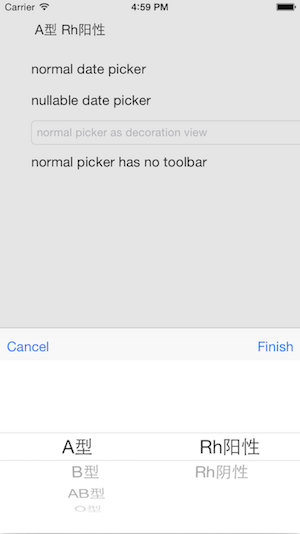 Carrier 4:59 PM
A型 Rh阳性
normal date picker
nullable date picker
normal picker as decoration view
normal picker has no toolbar
Cancel Finish
A型 Rh阳性
B型 Rh阴性
AB型
O型